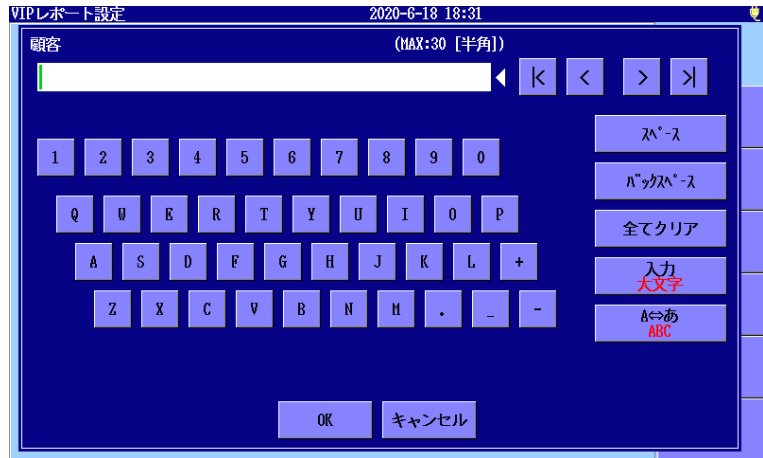 VIPレポート設定 2020-6-18 18:31
顧客 (MAX:30 [半角])
|< < > >|
ｽﾍﾟｰｽ
1 2 3 4 5 6 7 8 9 0
ﾊﾞｯｸｽﾍﾟｰｽ
Q W E R T Y U I O P
全てクリア
A S D F G H J K L +
入力
大文字
Z X C V B N M . _ -
A⇔あ
ABC
OK キャンセル